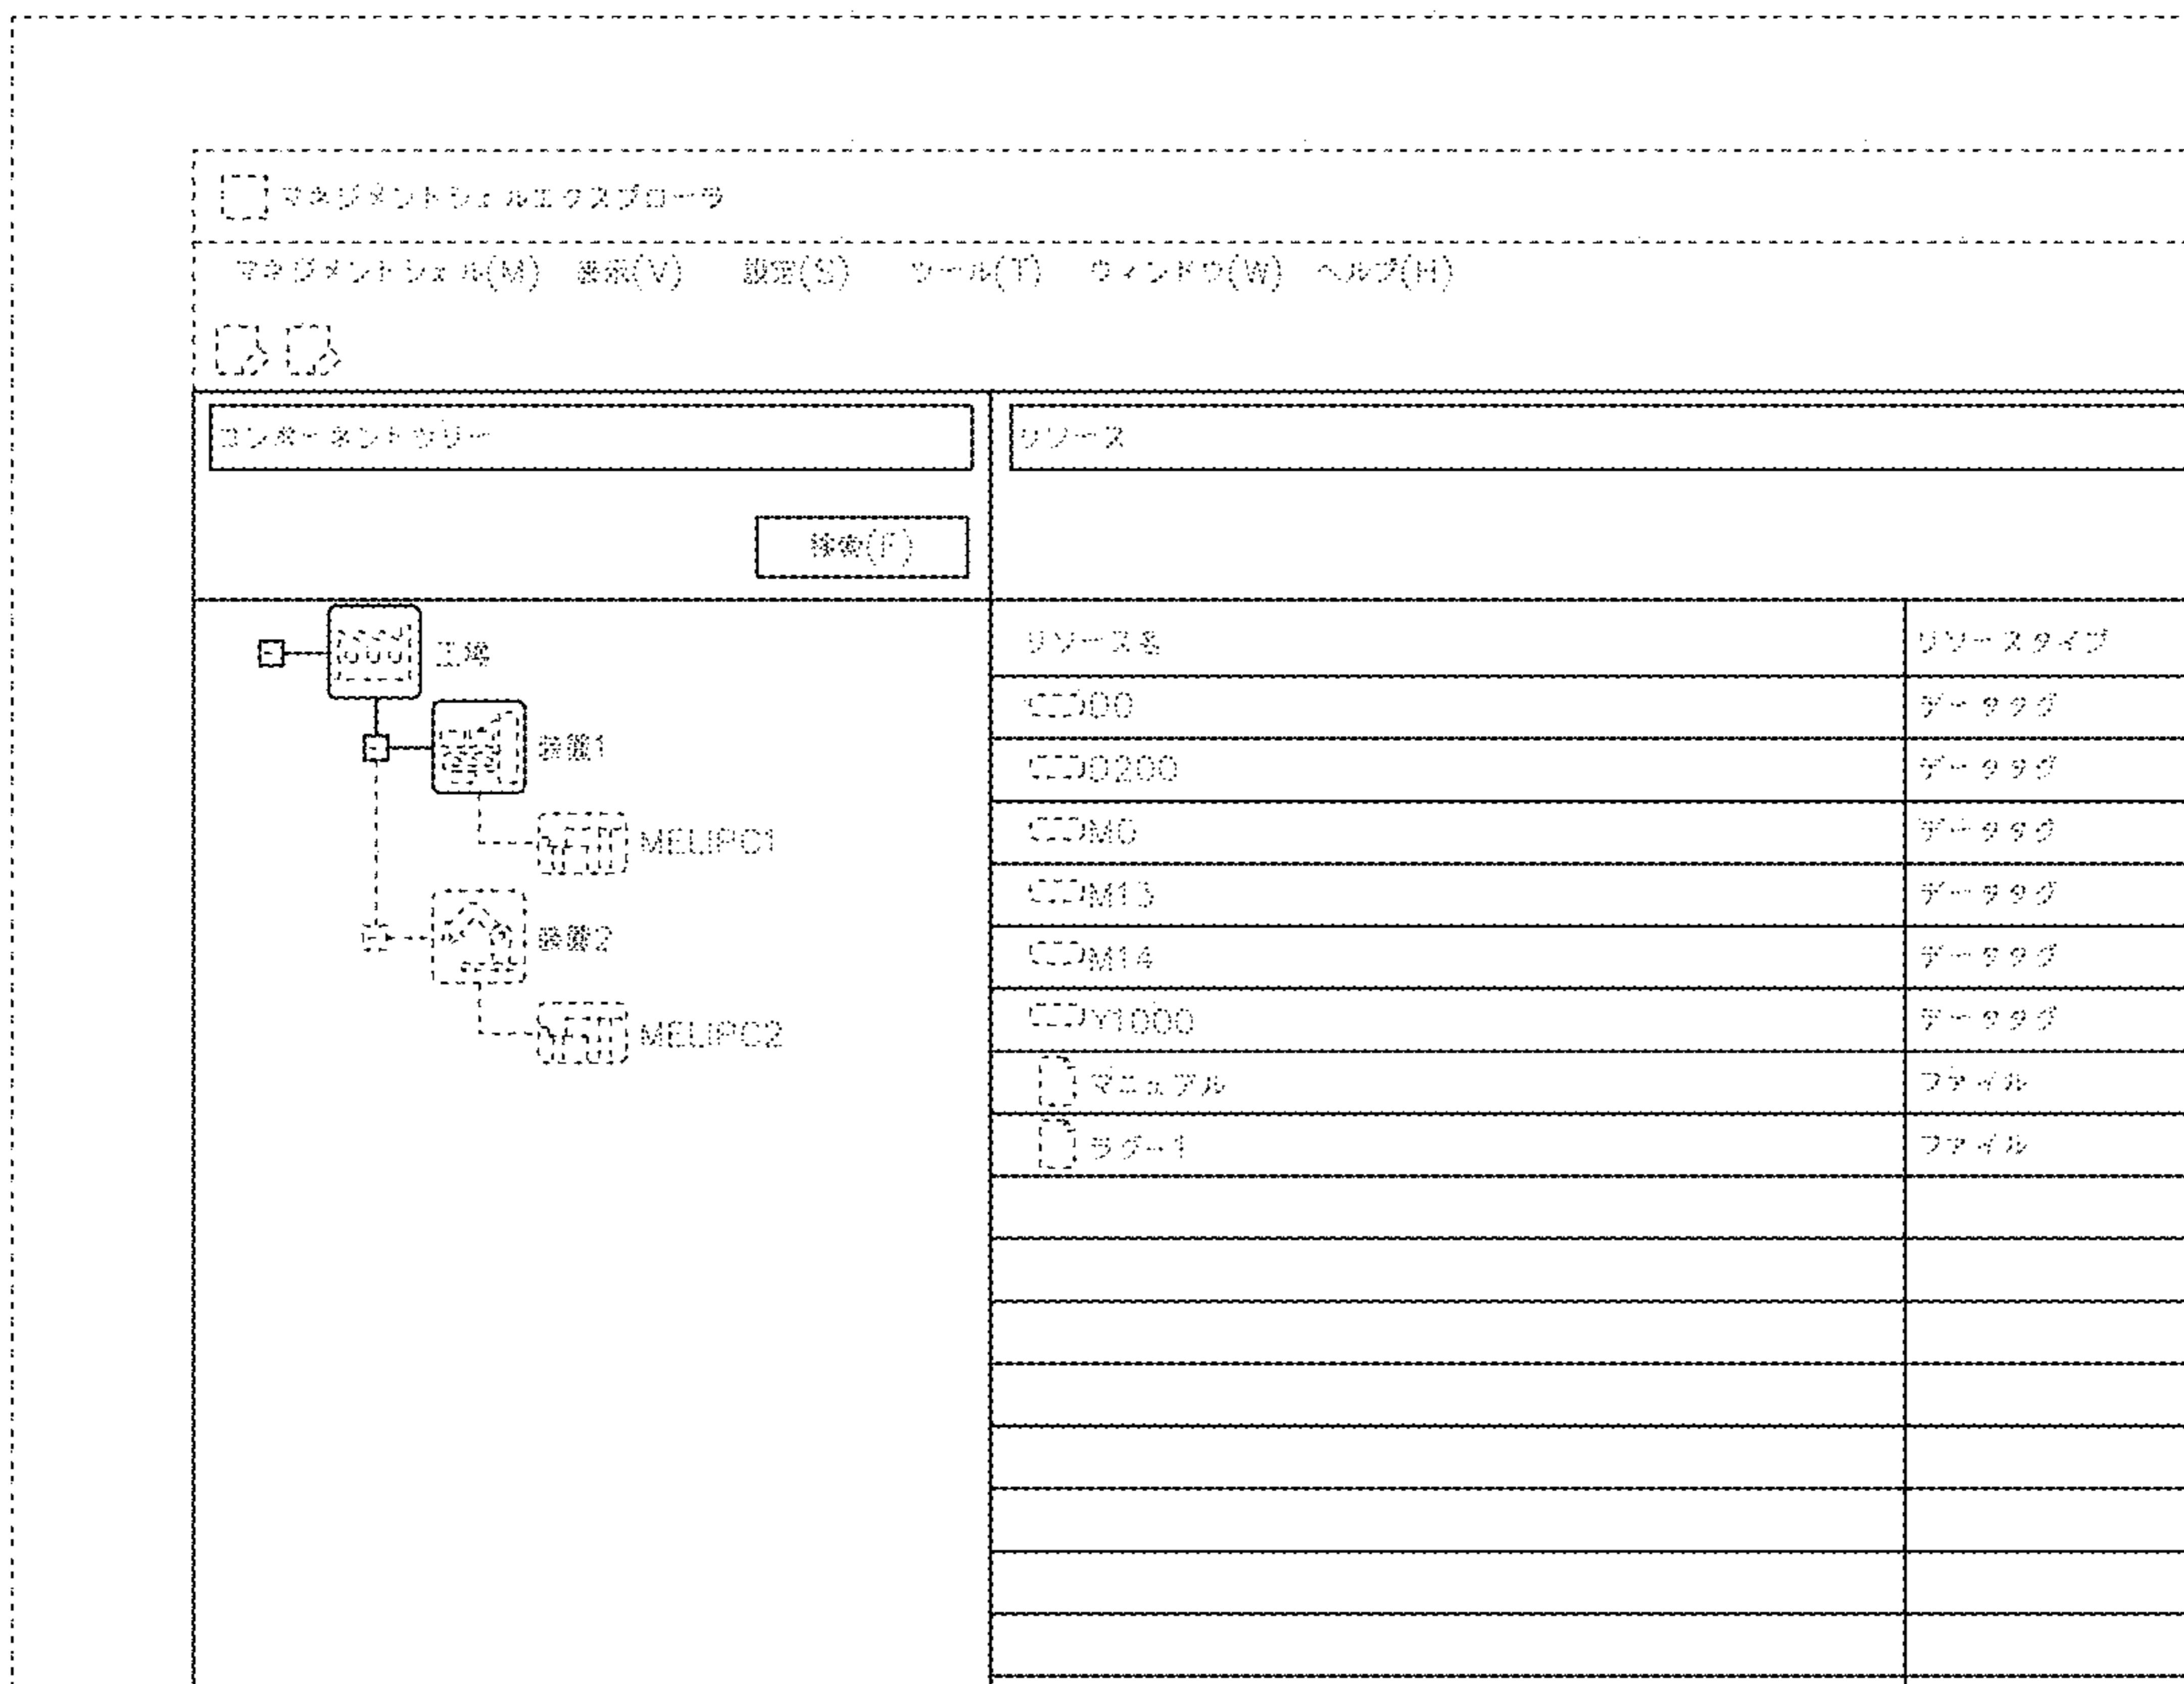 マネジメントシェルエクスプローラ
マネジメントシェル(M) 表示(V) 設定(S) ツール(T) ウィンドウ(W) ヘルプ(H)
コンポーネントツリー
リソース
検索(F)
工場
装置1
MELIPC1
装置2
MELIPC2
リソース名 リソースタイプ
D0 データタグ
D200 データタグ
M0 データタグ
M13 データタグ
M14 データタグ
Y1000 データタグ
マニュアル ファイル
ファイル